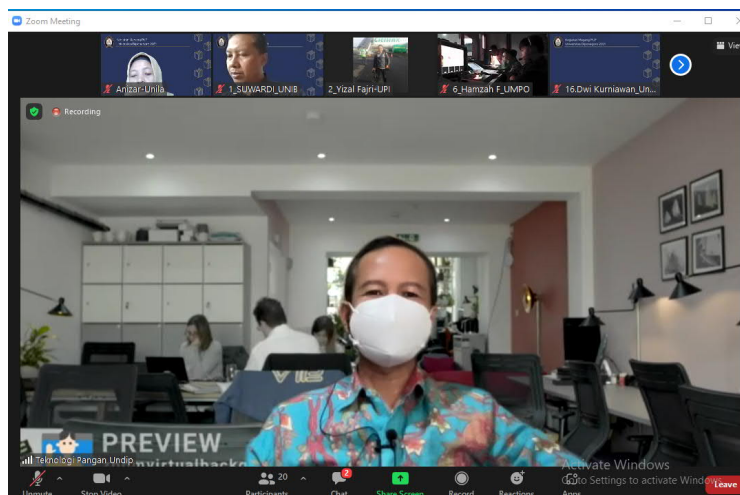 Zoom Meeting
View
Anizar-Unila
1_SUWARDI_UNIB
2_Yizal Fajri-UPI
6_Hamzah F_UMPO
16.Dwi Kurniawan_Un...
Recording
VIE
PREVIEW
Teknologi Pangan Undip
Activate Windows
Go to Settings to activate Windows.
Unmute
Stop Video
20
Participants
2
Chat
Share Screen
Record
Reactions
Apps
Leave